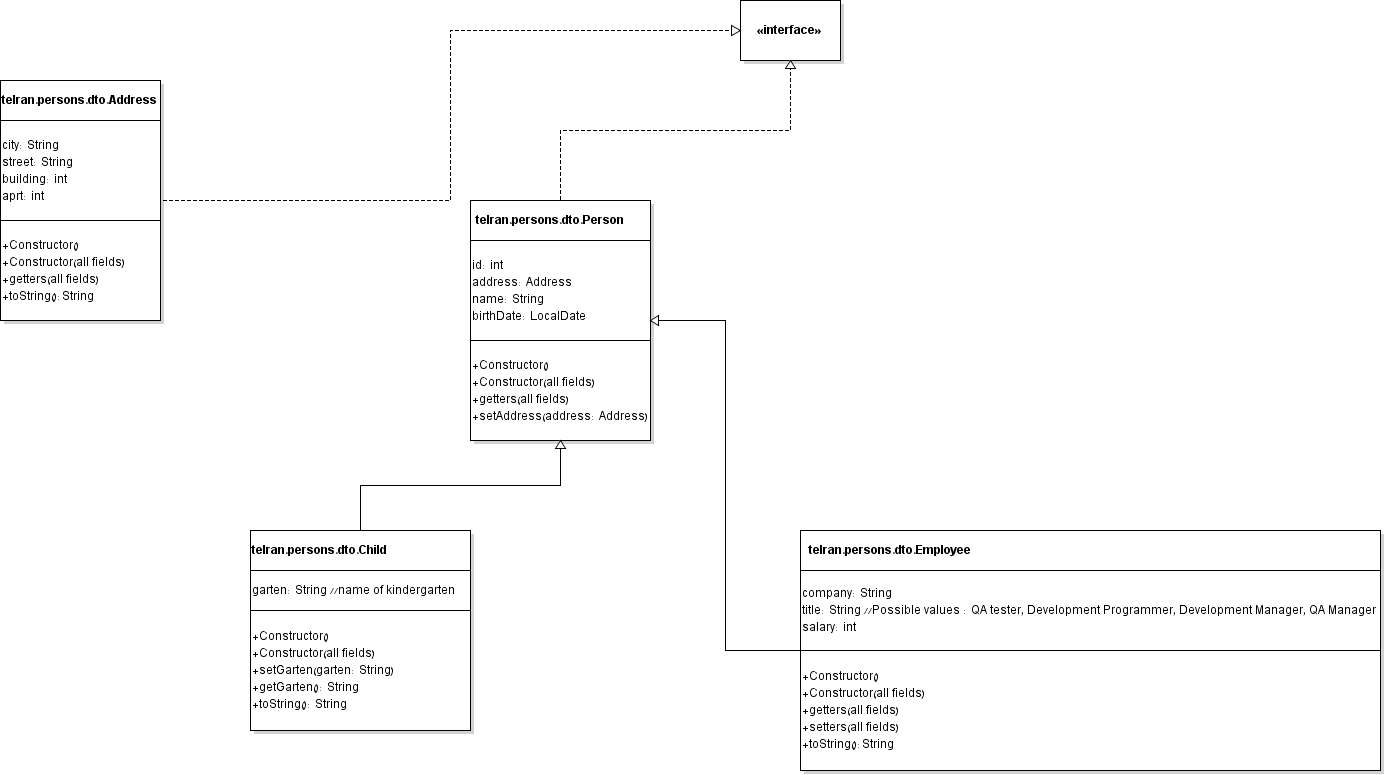 «interface»
telran.persons.dto.Address
city: String
street: String
building: int
aprt: int
+Constructor()
+Constructor(all fields)
+getters(all fields)
+toString(): String
telran.persons.dto.Person
id: int
address: Address
name: String
birthDate: LocalDate
+Constructor()
+Constructor(all fields)
+getters(all fields)
+setAddress(address: Address)
telran.persons.dto.Child
garten: String //name of kindergarten
+Constructor()
+Constructor(all fields)
+setGarten(garten: String)
+getGarten(): String
+toString(): String
telran.persons.dto.Employee
company: String
title: String //Possible values : QA tester, Development Programmer, Development Manager, QA Manager
salary: int
+Constructor()
+Constructor(all fields)
+getters(all fields)
+setters(all fields)
+toString(): String